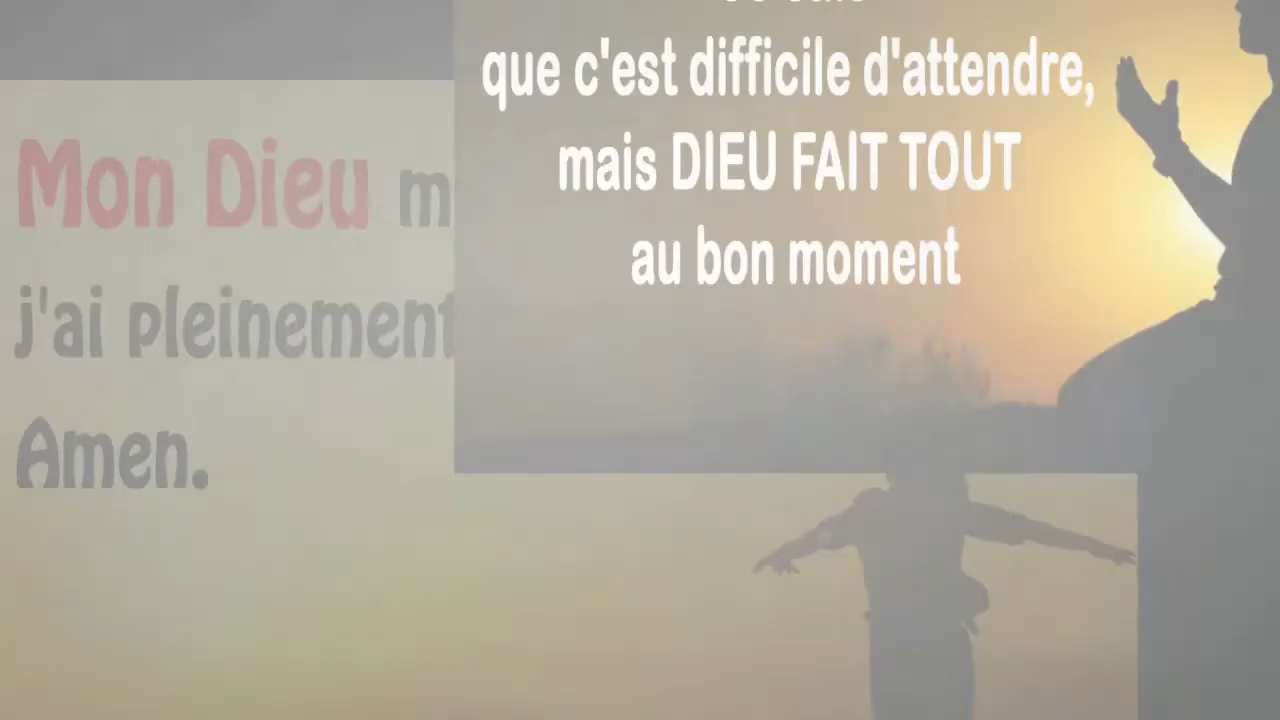 que c'est difficile d'attendre,
mais DIEU FAIT TOUT
au bon moment
Mon Dieu
j'ai pleinement
Amen.